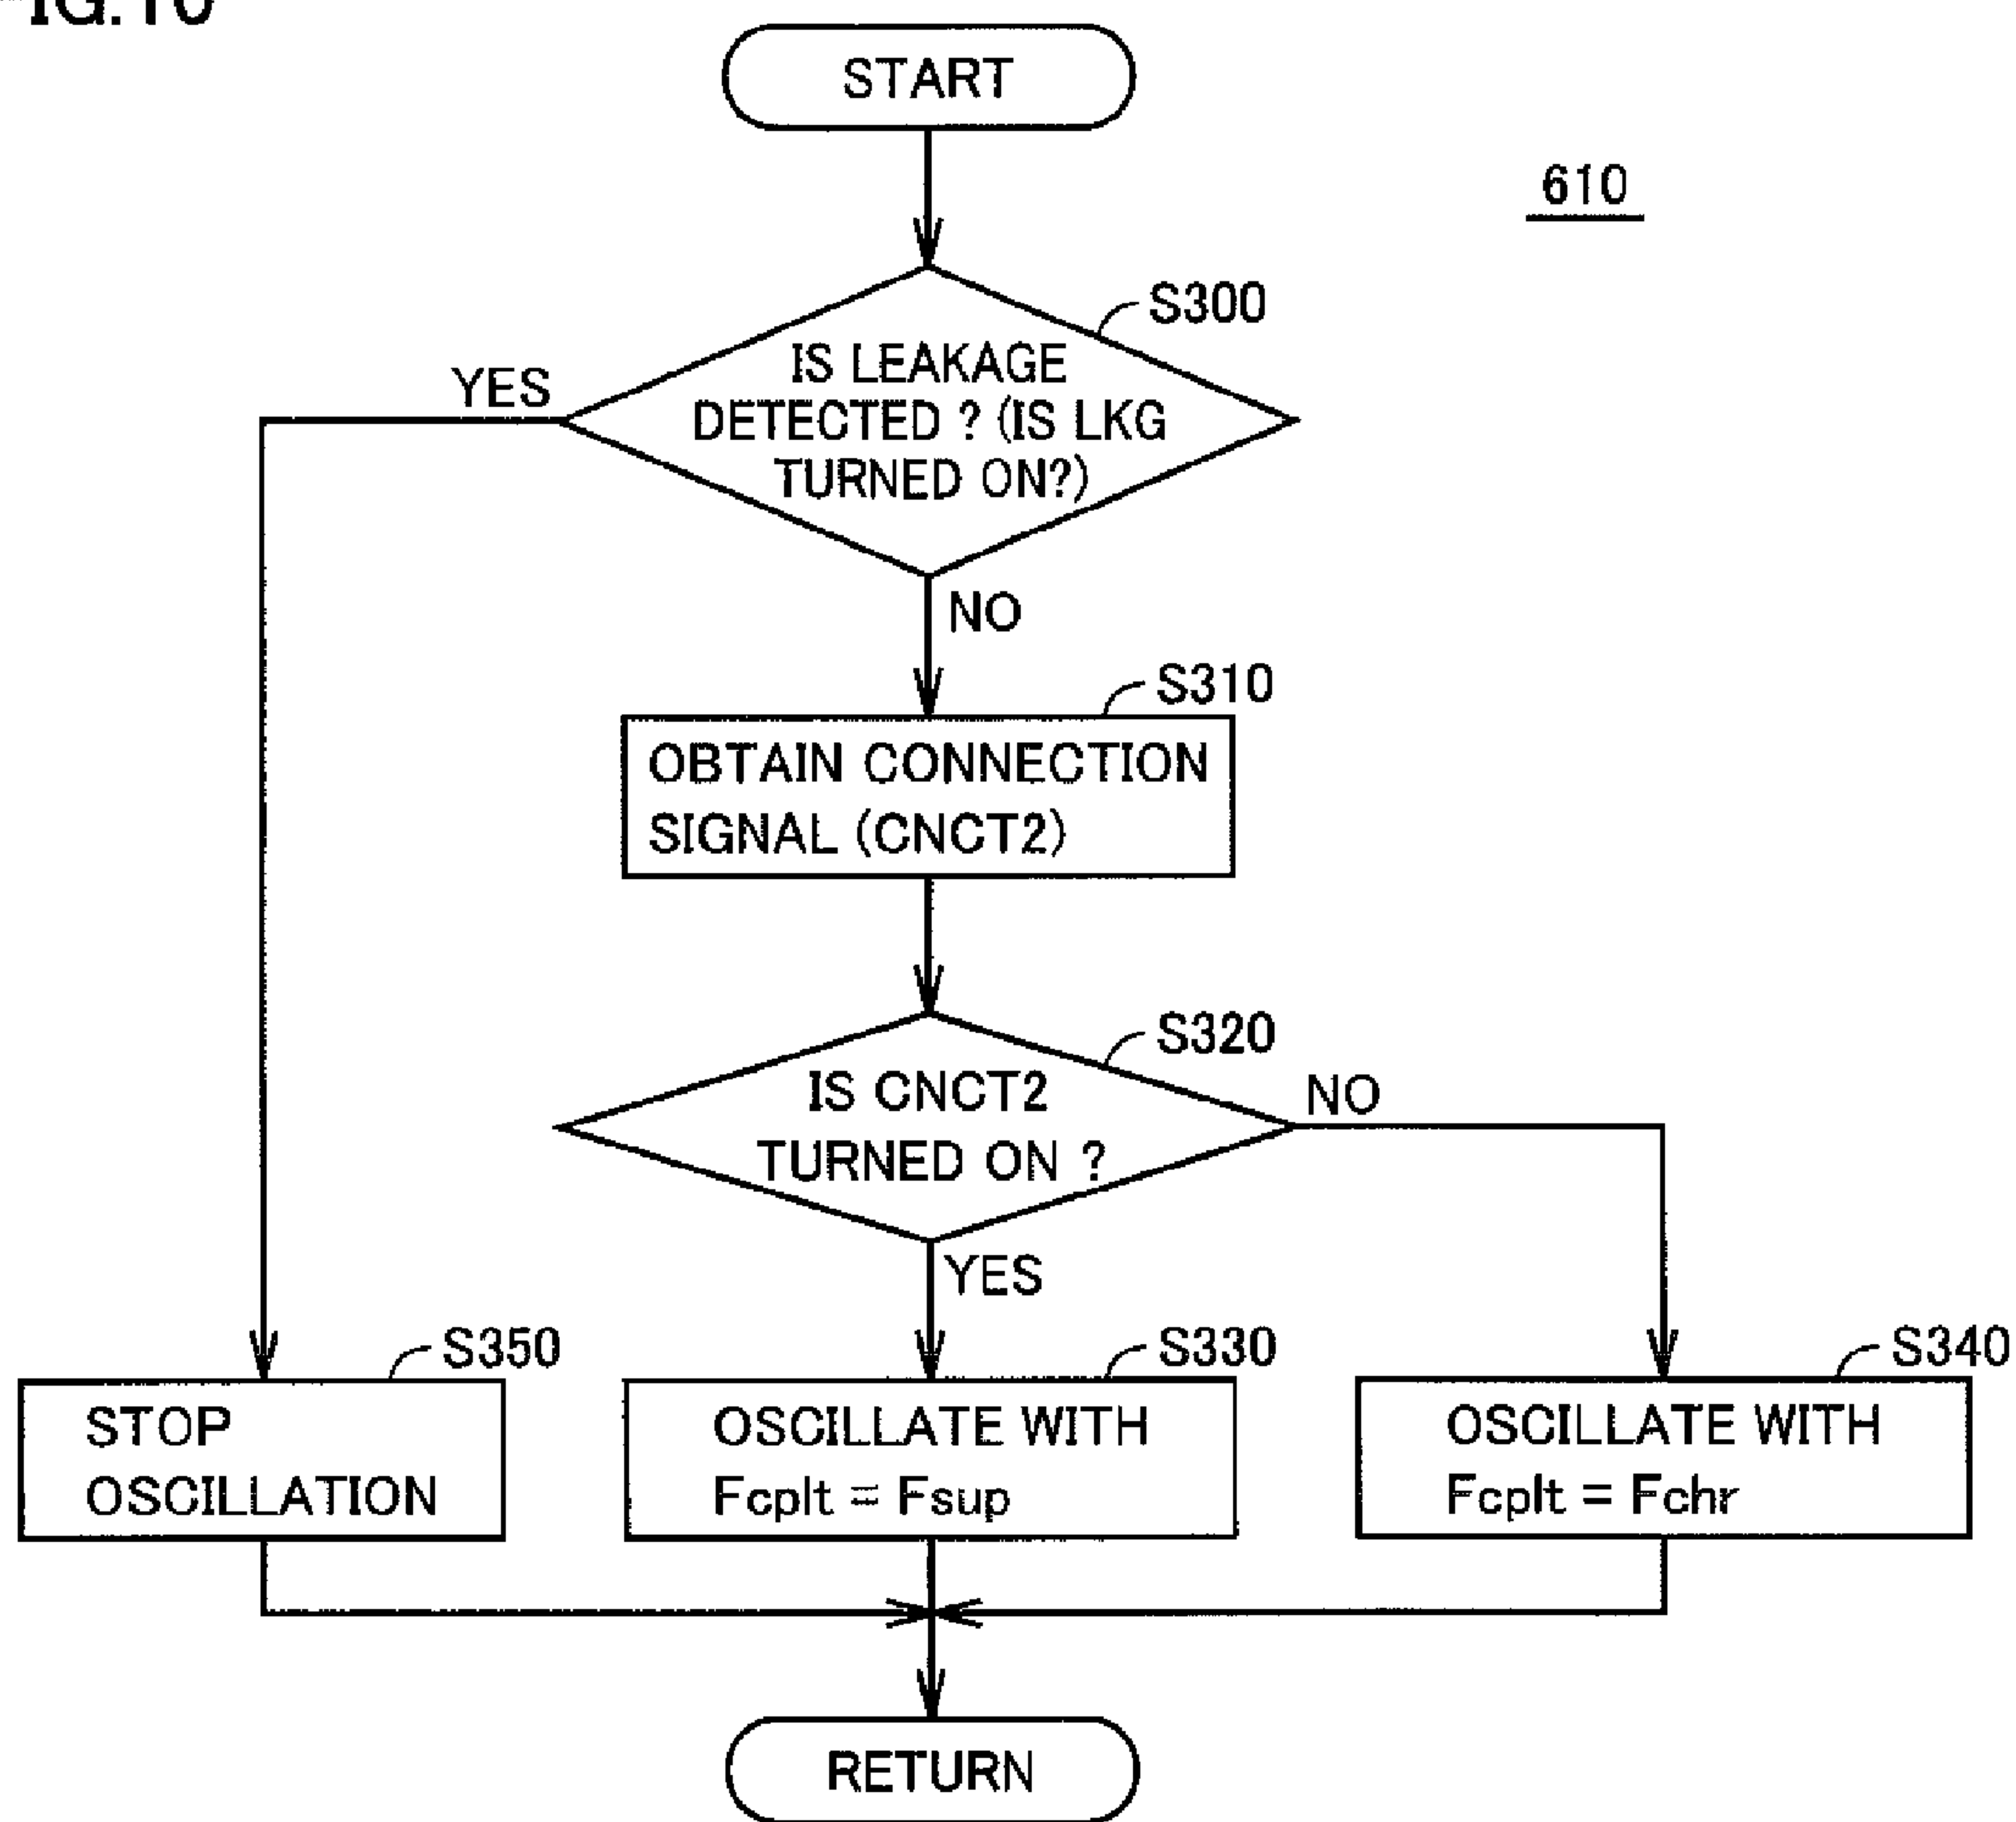 FIG.10
START
610
S300
IS LEAKAGE
DETECTED ? (IS LKG
TURNED ON?)
YES
NO
S310
OBTAIN CONNECTION
SIGNAL (CNCT2)
S320
IS CNCT2
TURNED ON ?
NO
YES
S350
STOP
OSCILLATION
S330
OSCILLATE WITH
Fcplt = Fsup
S340
OSCILLATE WITH
Fcplt = Fchr
RETURN